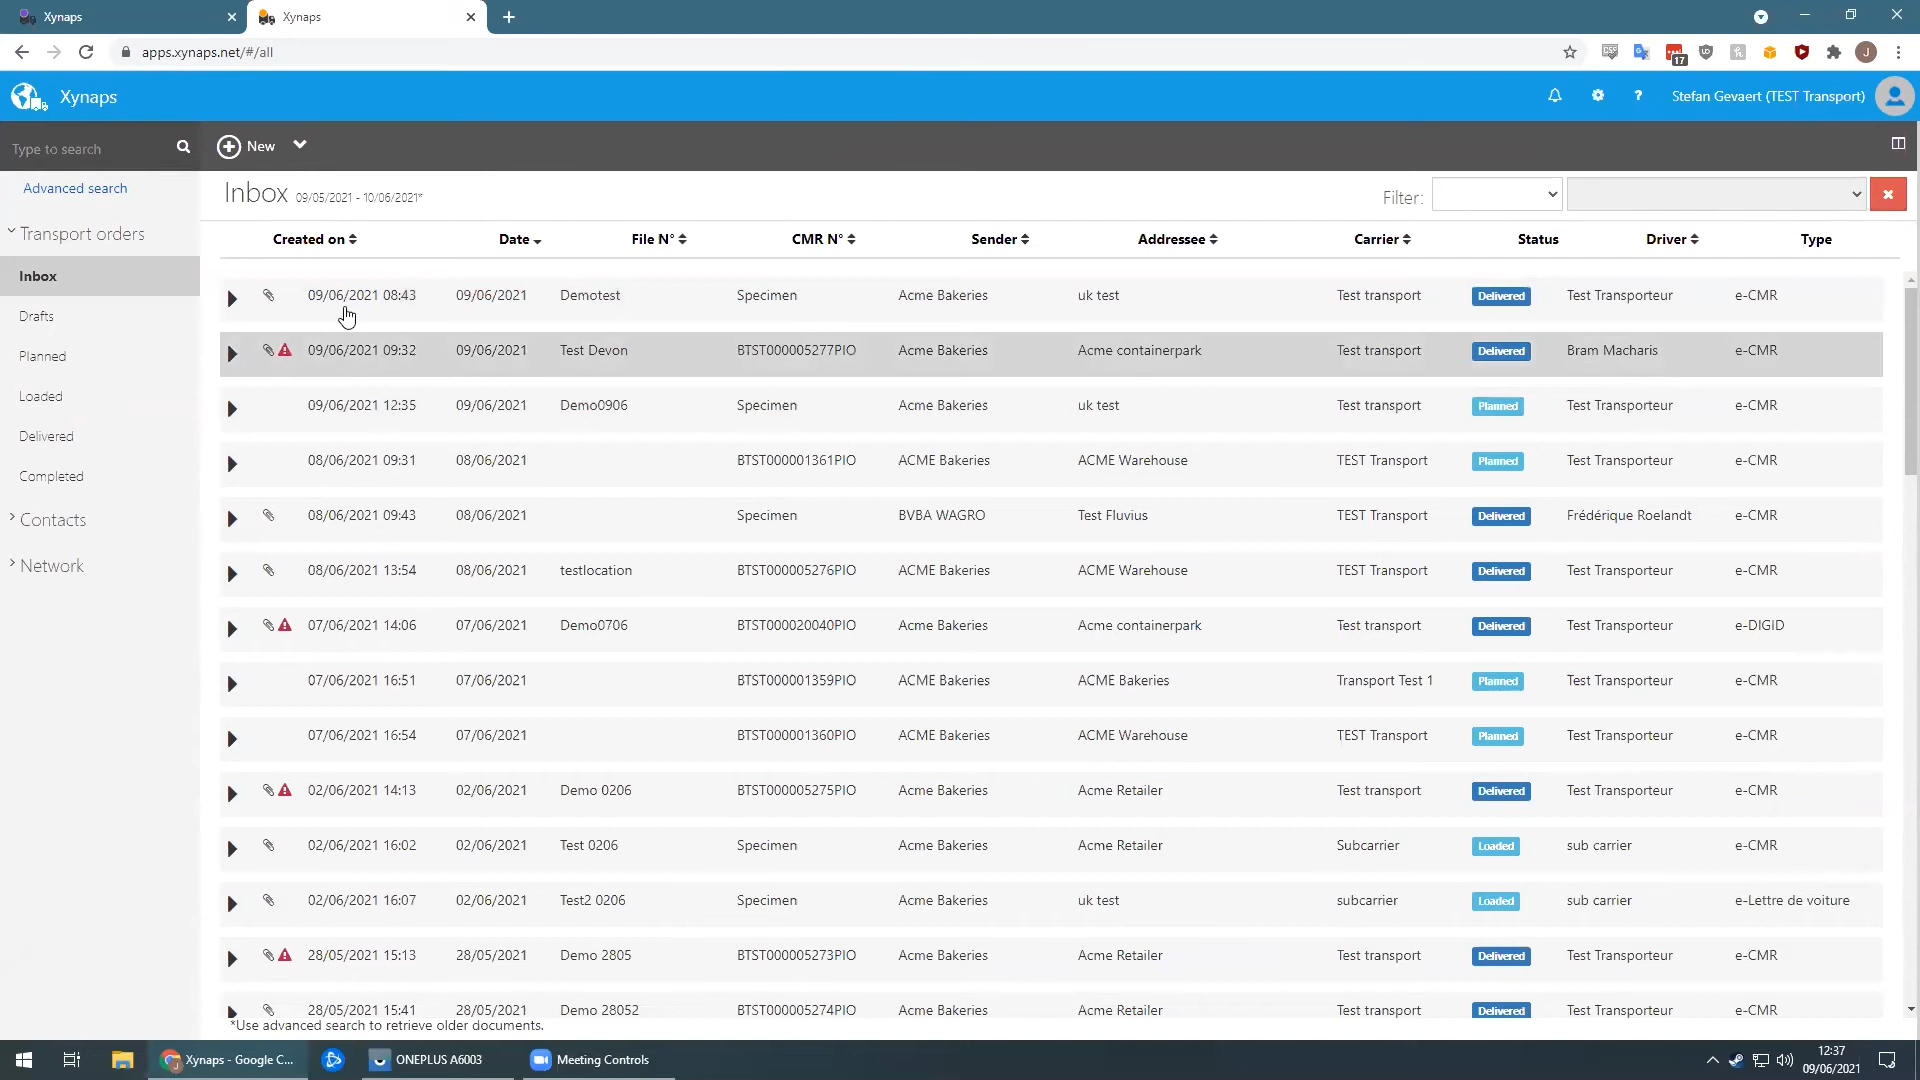 Xynaps
Xynaps
apps.xynaps.net/#/all
17
J
Xynaps
Stefan Gevaert (TEST Transport)
Type to search
New
Advanced search
Inbox 09/05/2021 - 10/06/2021*
Filter:
Transport orders
Inbox
Drafts
Planned
Loaded
Delivered
Completed
Contacts
Network
Created on Date File N° CMR N° Sender Addressee Carrier Status Driver Type
09/06/2021 08:43 09/06/2021 Demotest Specimen Acme Bakeries uk test Test transport Delivered Test Transporteur e-CMR
09/06/2021 09:32 09/06/2021 Test Devon BTST000005277PIO Acme Bakeries Acme containerpark Test transport Delivered Bram Macharis e-CMR
09/06/2021 12:35 09/06/2021 Demo0906 Specimen Acme Bakeries uk test Test transport Planned Test Transporteur e-CMR
08/06/2021 09:31 08/06/2021 BTST000001361PIO ACME Bakeries ACME Warehouse TEST Transport Planned Test Transporteur e-CMR
08/06/2021 09:43 08/06/2021 Specimen BVBA WAGRO Test Fluvius TEST Transport Delivered Frédérique Roelandt e-CMR
08/06/2021 13:54 08/06/2021 testlocation BTST000005276PIO ACME Bakeries ACME Warehouse TEST Transport Delivered Test Transporteur e-CMR
07/06/2021 14:06 07/06/2021 Demo0706 BTST000020040PIO Acme Bakeries Acme containerpark Test transport Delivered Test Transporteur e-DIGID
07/06/2021 16:51 07/06/2021 BTST000001359PIO ACME Bakeries ACME Bakeries Transport Test 1 Planned Test Transporteur e-CMR
07/06/2021 16:54 07/06/2021 BTST000001360PIO ACME Bakeries ACME Warehouse TEST Transport Planned Test Transporteur e-CMR
02/06/2021 14:13 02/06/2021 Demo 0206 BTST000005275PIO Acme Bakeries Acme Retailer Test transport Delivered Test Transporteur e-CMR
02/06/2021 16:02 02/06/2021 Test 0206 Specimen Acme Bakeries Acme Retailer Subcarrier Loaded sub carrier e-CMR
02/06/2021 16:07 02/06/2021 Test2 0206 Specimen Acme Bakeries uk test subcarrier Loaded sub carrier e-Lettre de voiture
28/05/2021 15:13 28/05/2021 Demo 2805 BTST000005273PIO Acme Bakeries Acme Retailer Test transport Delivered Test Transporteur e-CMR
28/05/2021 15:41 28/05/2021 Demo 28052 BTST000005274PIO Acme Bakeries Acme Retailer Test transport Delivered Test Transporteur e-CMR
*Use advanced search to retrieve older documents.
Xynaps - Google C...
ONEPLUS A6003
Meeting Controls
12:37
09/06/2021